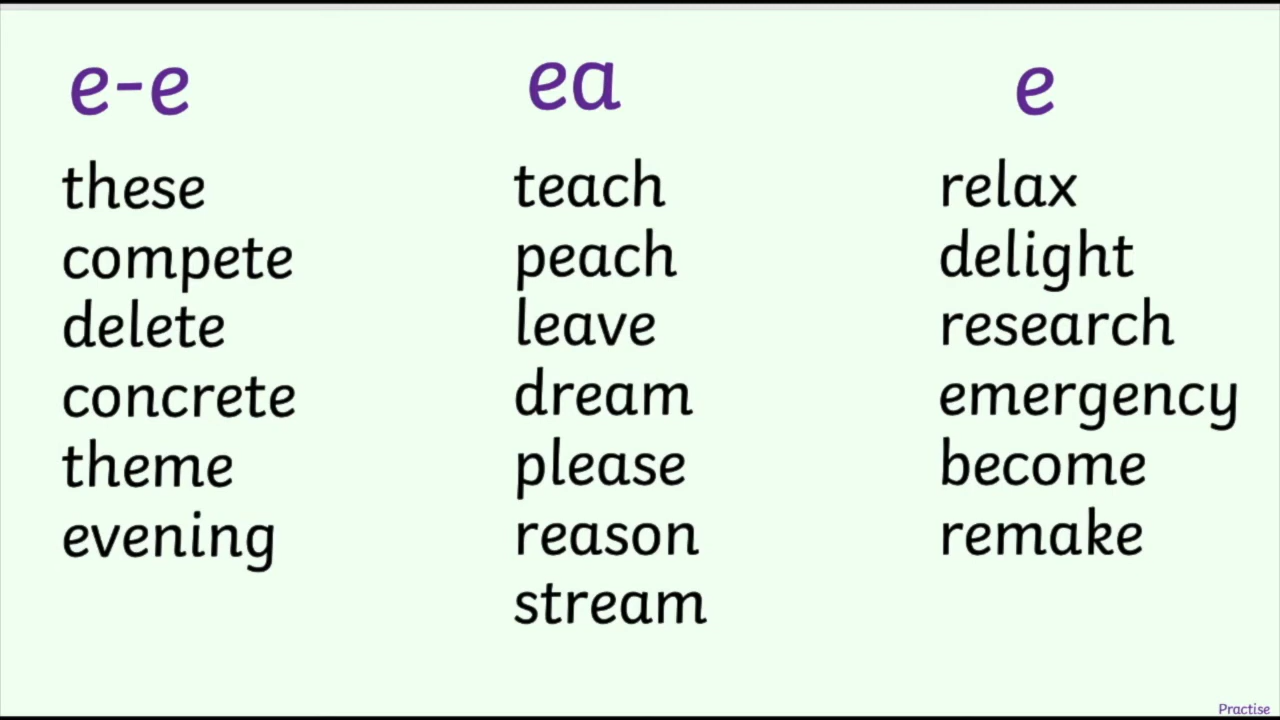 e-e
these
compete
delete
concrete
theme
evening
ea
teach
peach
leave
dream
please
reason
stream
e
relax
delight
research
emergency
become
remake
Practise